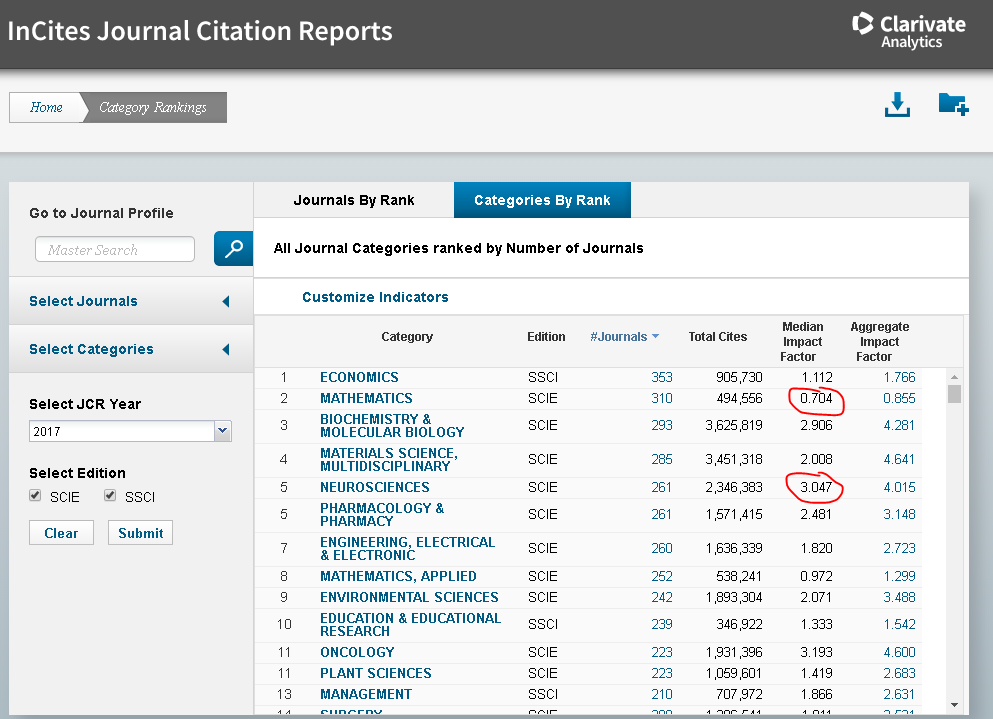 InCites Journal Citation Reports
Clarivate
Analytics
Home
Category Rankings
Go to Journal Profile
Master Search
Select Journals
Select Categories
Select JCR Year
2017
Select Edition
SCIE SSCI
Clear Submit
Journals By Rank Categories By Rank
All Journal Categories ranked by Number of Journals
Customize Indicators
Category Edition #Journals Total Cites Median Impact Factor Aggregate Impact Factor
1 ECONOMICS SSCI 353 905,730 1.112 1.766
2 MATHEMATICS SCIE 310 494,556 0.704 0.855
3 BIOCHEMISTRY & MOLECULAR BIOLOGY SCIE 293 3,625,819 2.906 4.281
4 MATERIALS SCIENCE, MULTIDISCIPLINARY SCIE 285 3,451,318 2.008 4.641
5 NEUROSCIENCES SCIE 261 2,346,383 3.047 4.015
5 PHARMACOLOGY & PHARMACY SCIE 261 1,571,415 2.481 3.148
7 ENGINEERING, ELECTRICAL & ELECTRONIC SCIE 260 1,636,339 1.820 2.723
8 MATHEMATICS, APPLIED SCIE 252 538,241 0.972 1.299
9 ENVIRONMENTAL SCIENCES SCIE 242 1,893,304 2.071 3.488
10 EDUCATION & EDUCATIONAL RESEARCH SSCI 239 346,922 1.333 1.542
11 ONCOLOGY SCIE 223 1,931,396 3.193 4.600
11 PLANT SCIENCES SCIE 223 1,059,601 1.419 2.683
13 MANAGEMENT SSCI 210 707,972 1.866 2.631